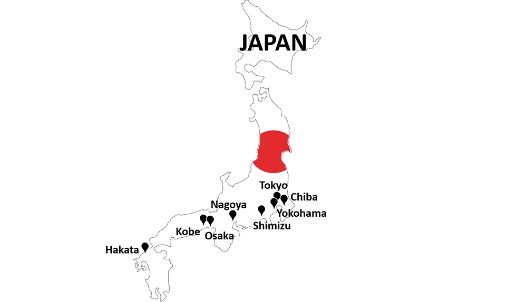 JAPAN
Tokyo
Chiba
Nagoya
Yokohama
Shimizu
Kobe
Osaka
Hakata